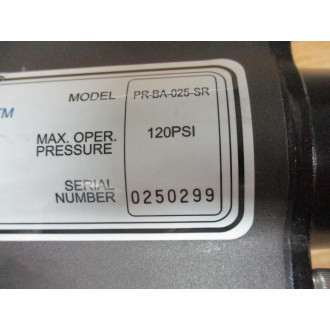 MODEL PR-BA-025-SR
TM
MAX. OPER. PRESSURE 120PSI
SERIAL NUMBER 0250299